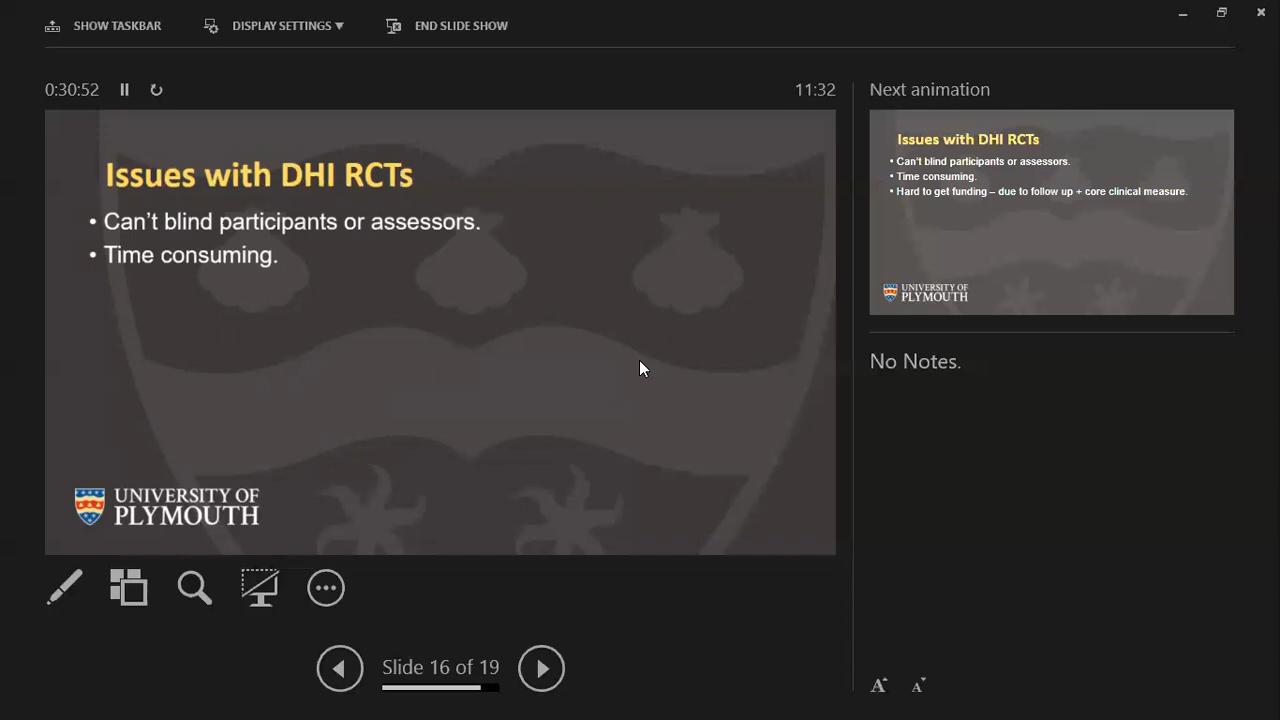 SHOW TASKBAR
DISPLAY SETTINGS ▼
END SLIDE SHOW
0:30:52
11:32
Issues with DHI RCTs
• Can't blind participants or assessors.
• Time consuming.
UNIVERSITY OF
PLYMOUTH
Slide 16 of 19
Next animation
Issues with DHI RCTs
• Can't blind participants or assessors.
• Time consuming.
• Hard to get funding – due to follow up + core clinical measure.
UNIVERSITY OF
PLYMOUTH
No Notes.
A A